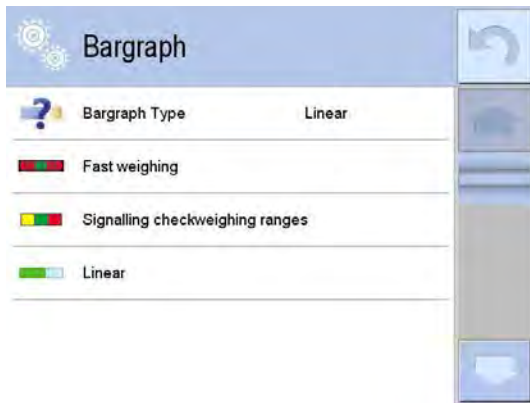 Bargraph
Bargraph Type Linear
Fast weighing
Signalling checkweighing ranges
Linear